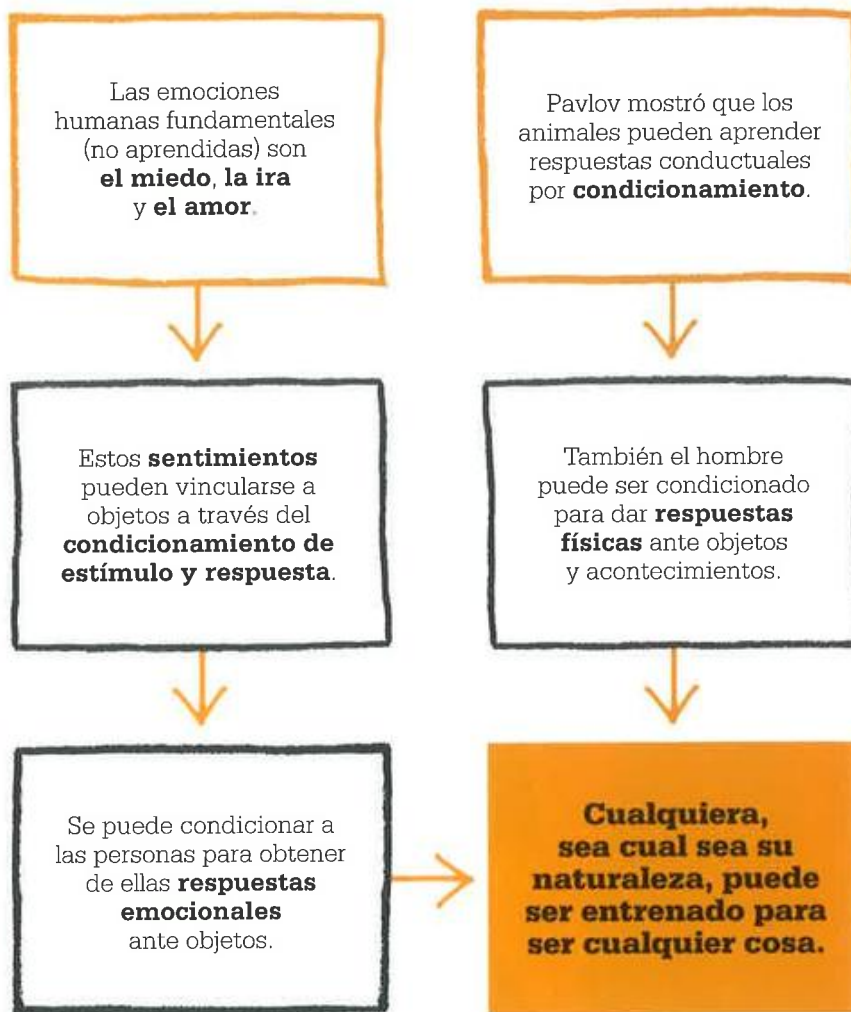 Las emociones
humanas fundamentales
(no aprendidas) son
el miedo, la ira
y el amor.
Pavlov mostró que los
animales pueden aprender
respuestas conductuales
por condicionamiento.
Estos sentimientos
pueden vincularse a
objetos a través del
condicionamiento de
estímulo y respuesta.
También el hombre
puede ser condicionado
para dar respuestas
físicas ante objetos
y acontecimientos.
Se puede condicionar a
las personas para obtener
de ellas respuestas
emocionales
ante objetos.
Cualquiera,
sea cual sea su
naturaleza, puede
ser entrenado para
ser cualquier cosa.